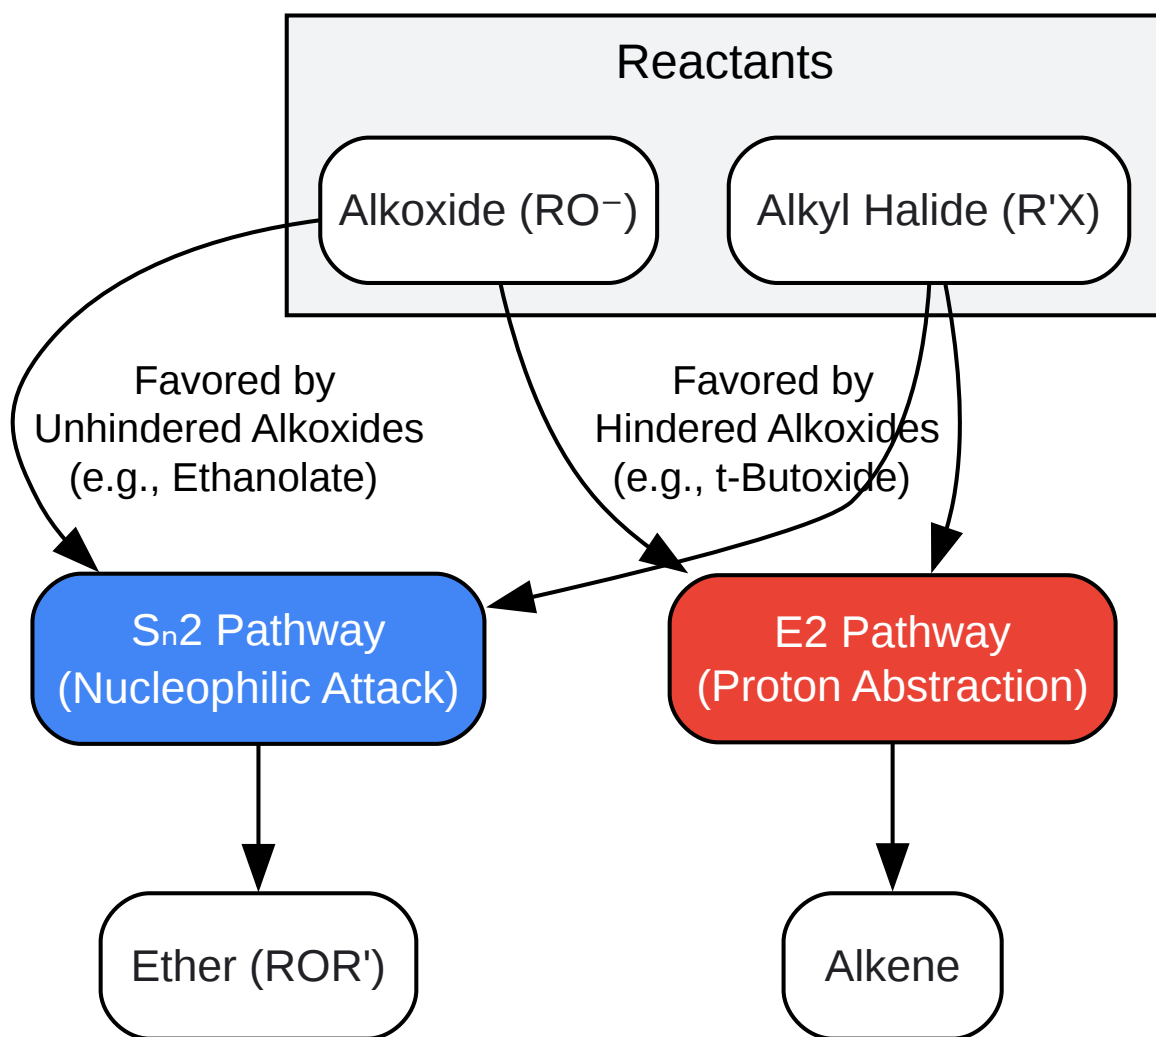 Reactants
Alkoxide (RO⁻)
Alkyl Halide (R'X)
Favored by
Unhindered Alkoxides
(e.g., Ethanolate)
Favored by
Hindered Alkoxides
(e.g., t-Butoxide)
Sₙ2 Pathway
(Nucleophilic Attack)
E2 Pathway
(Proton Abstraction)
Ether (ROR')
Alkene